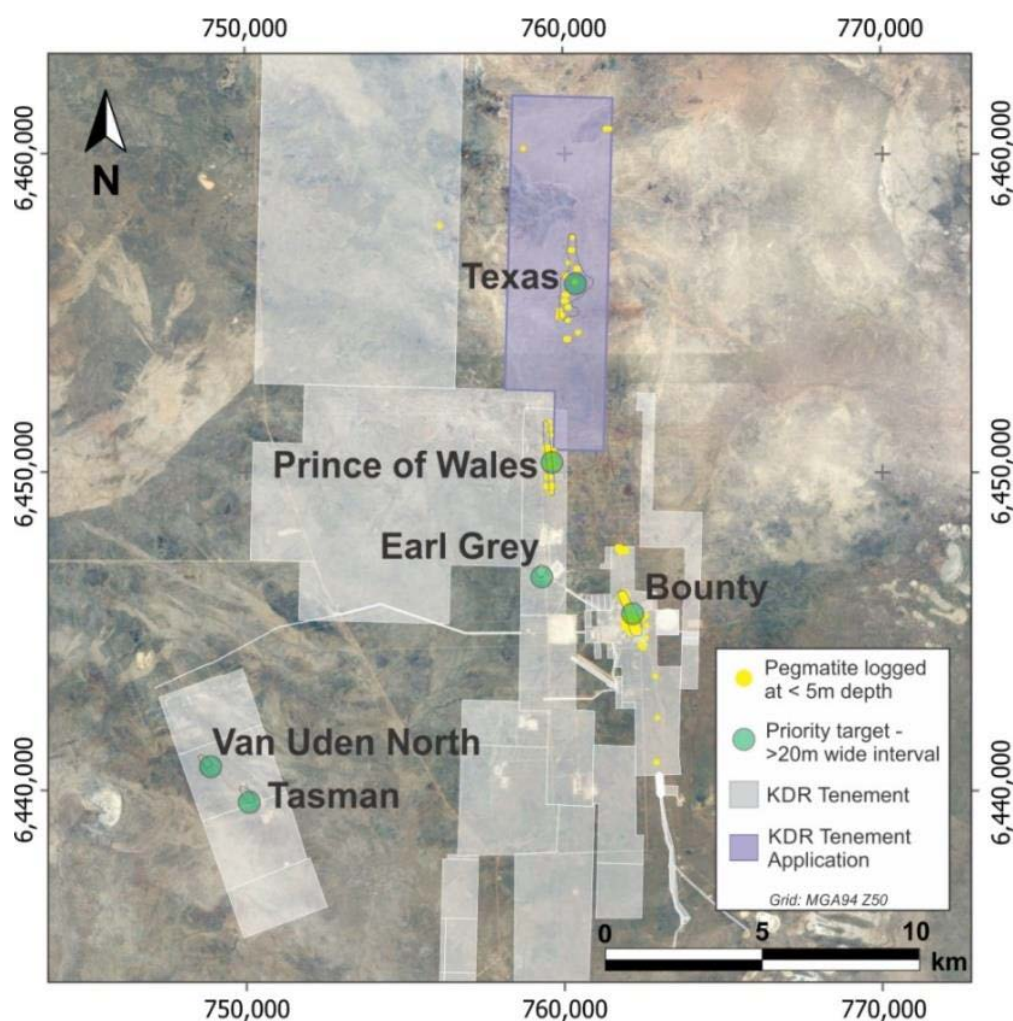 750,000
760,000
770,000
6,460,000
6,460,000
N
Texas
6,450,000
6,450,000
Prince of Wales
Earl Grey
Bounty
Van Uden North
Tasman
6,440,000
6,440,000
Pegmatite logged
at < 5m depth
Priority target -
>20m wide interval
KDR Tenement
KDR Tenement
Application
Grid: MGA94 Z50
0
5
10
km
750,000
760,000
770,000